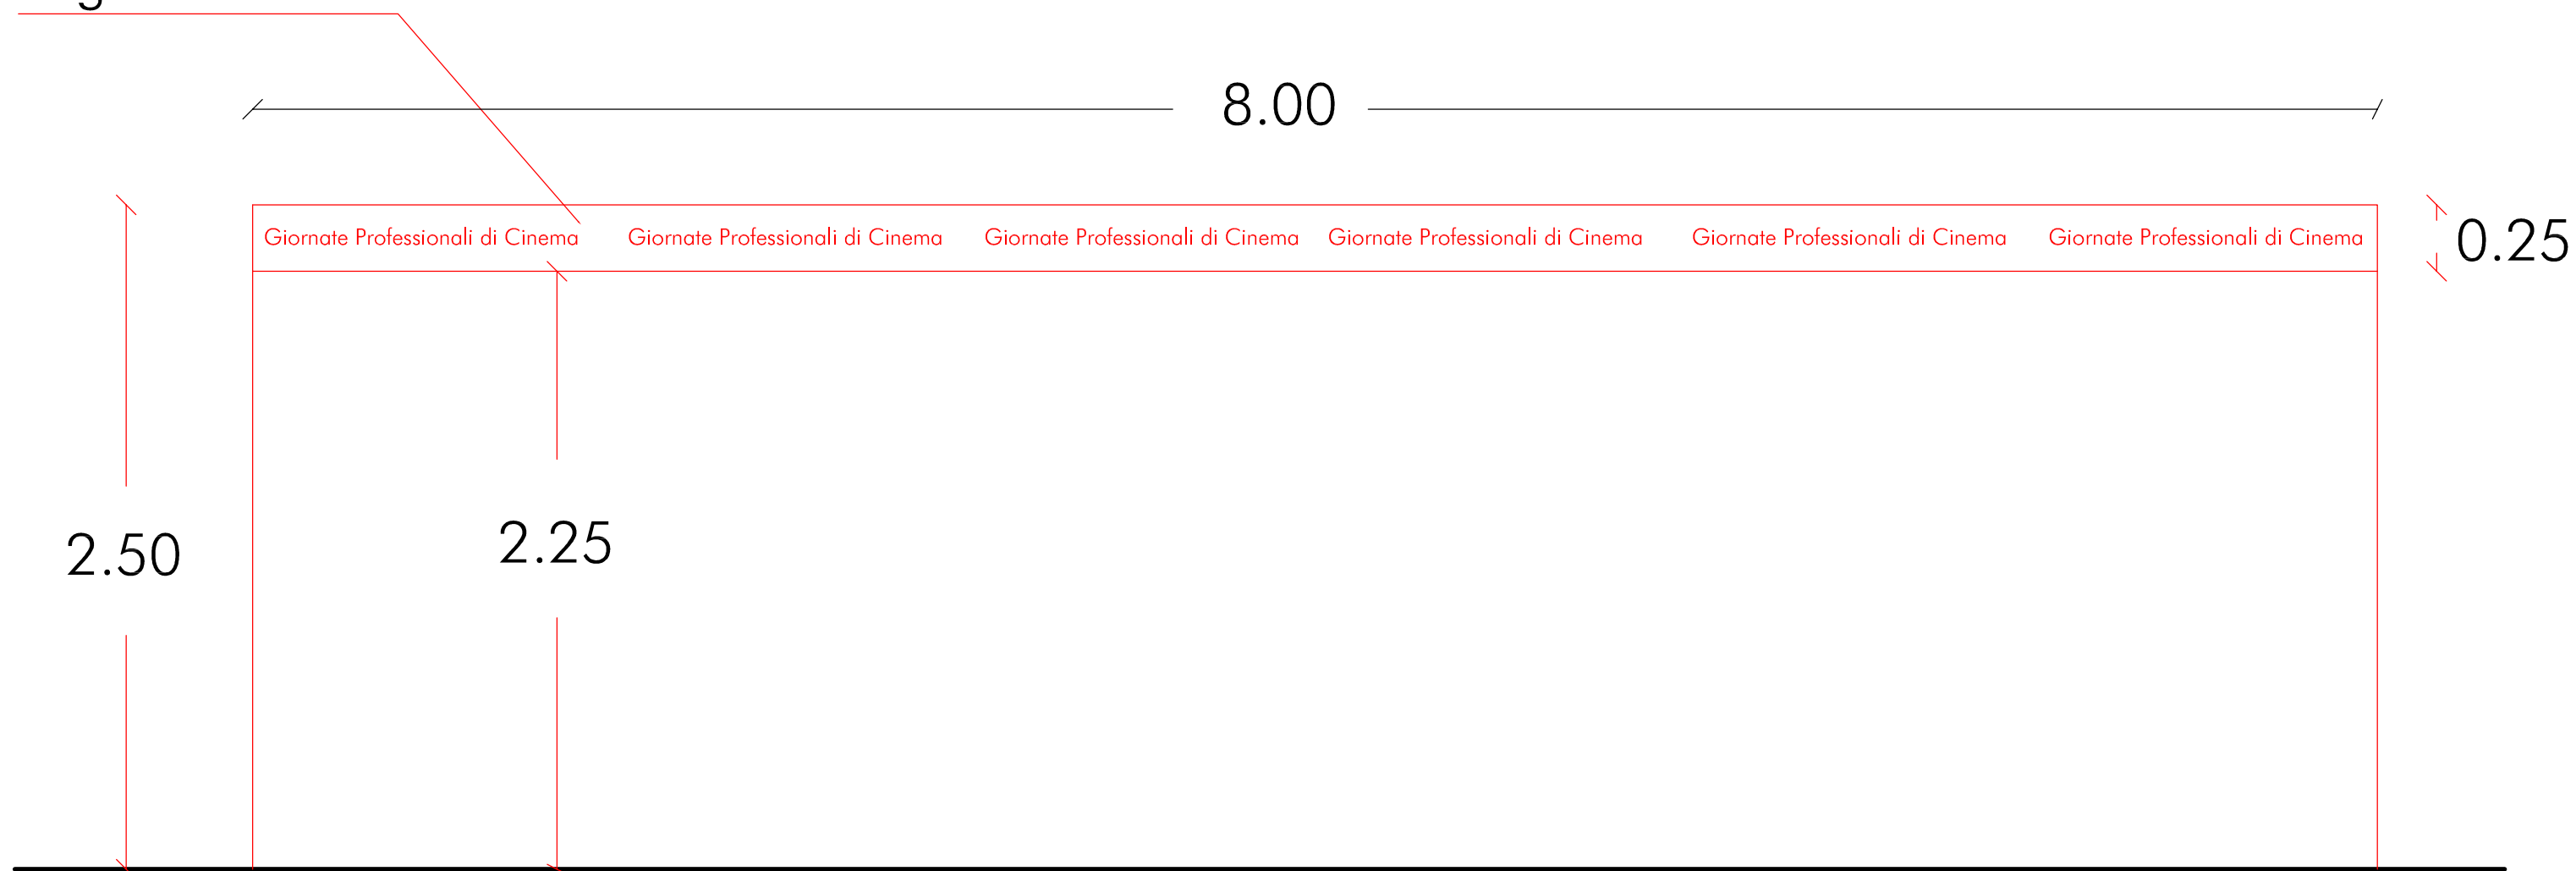 8.00
Giornate Professionali di Cinema Giornate Professionali di Cinema Giornate Professionali di Cinema Giornate Professionali di Cinema Giornate Professionali di Cinema Giornate Professionali di Cinema
0.25
2.50
2.25